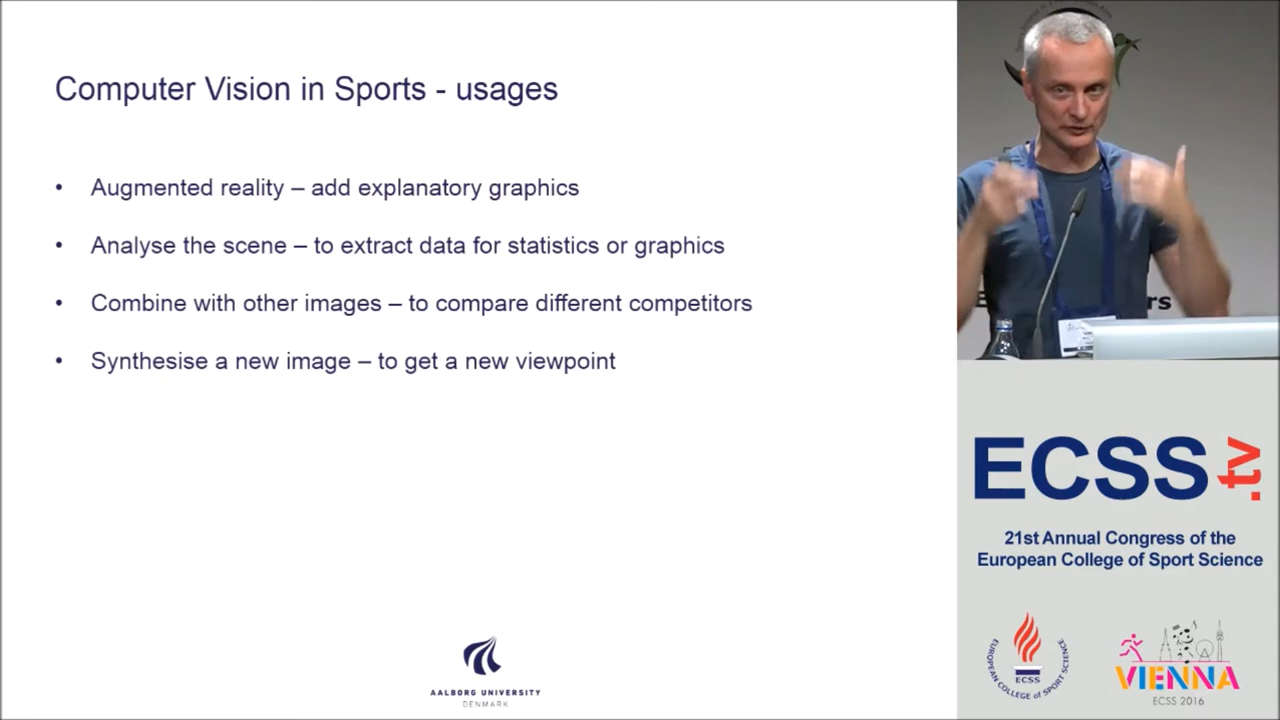 Computer Vision in Sports - usages
• Augmented reality – add explanatory graphics
• Analyse the scene – to extract data for statistics or graphics
• Combine with other images – to compare different competitors
• Synthesise a new image – to get a new viewpoint
AALBORG UNIVERSITY
DENMARK
ECSS.tv
21st Annual Congress of the
European College of Sport Science
EUROPEAN COLLEGE of SPORT SCIENCE
ECSS
VIENNA
ECSS 2016